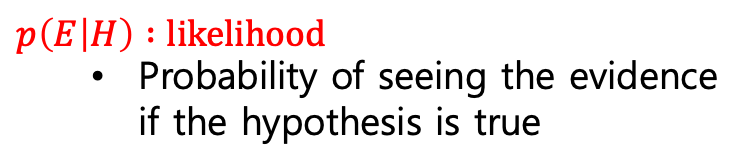 p(E|H) : likelihood
• Probability of seeing the evidence
if the hypothesis is true